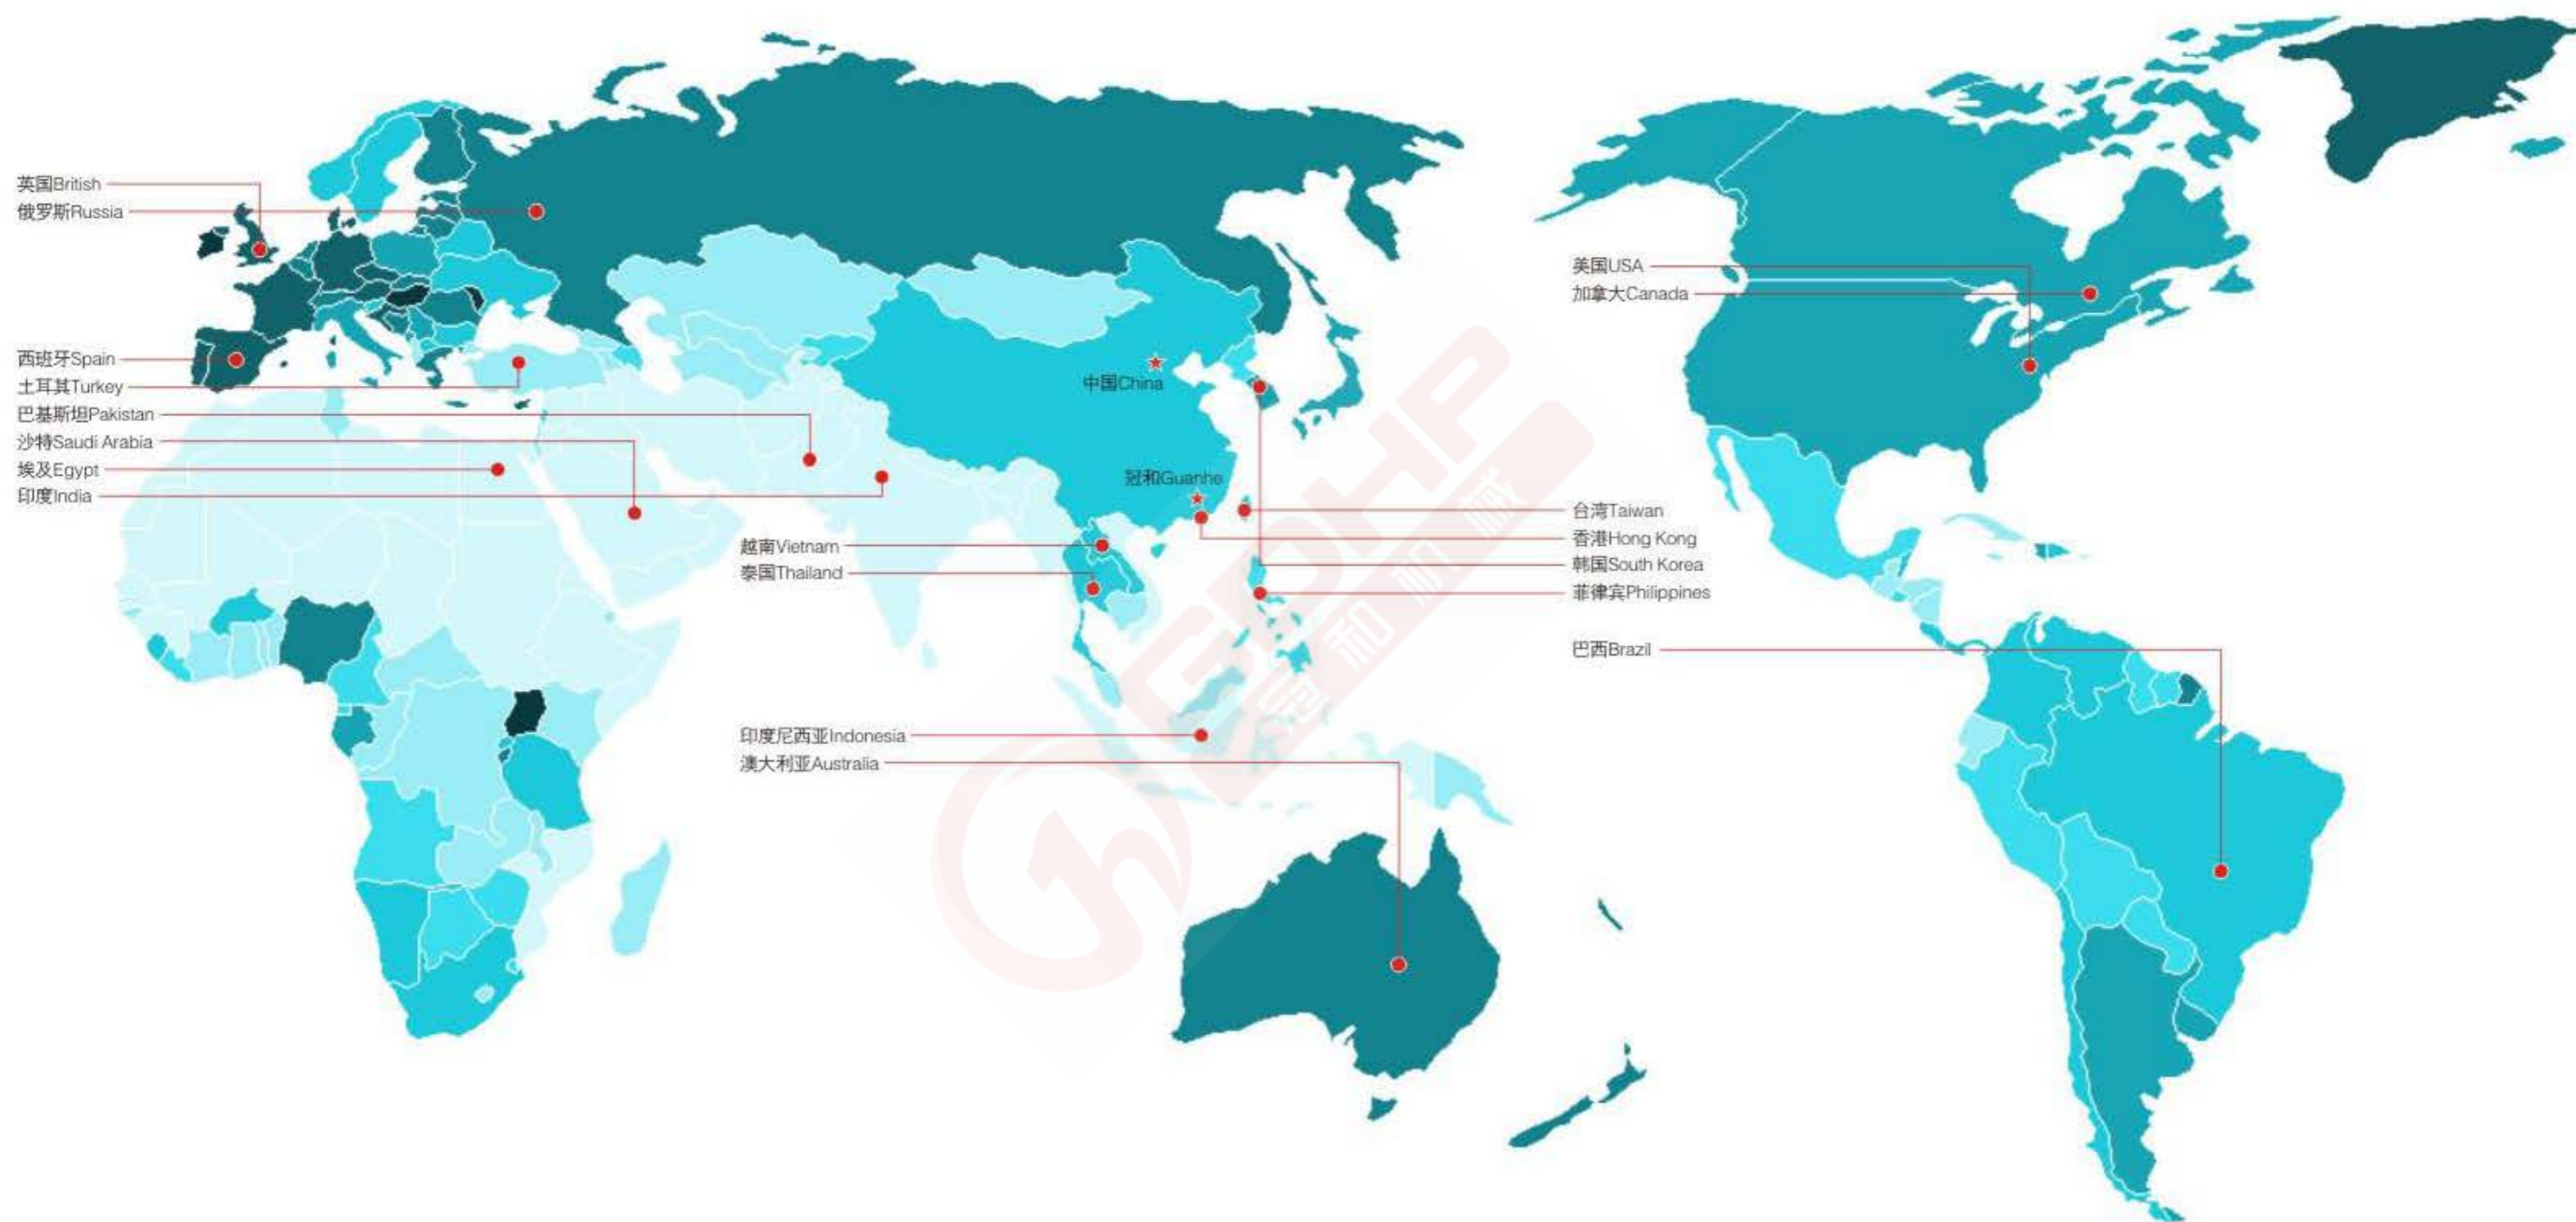 英国British
俄罗斯Russia
西班牙Spain
土耳其Turkey
巴基斯坦Pakistan
沙特Saudi Arabia
埃及Egypt
印度India
中国China
冠和Guanhe
越南Vietnam
泰国Thailand
印度尼西亚Indonesia
澳大利亚Australia
美国USA
加拿大Canada
台湾Taiwan
香港Hong Kong
韩国South Korea
菲律宾Philippines
巴西Brazil
冠和机械